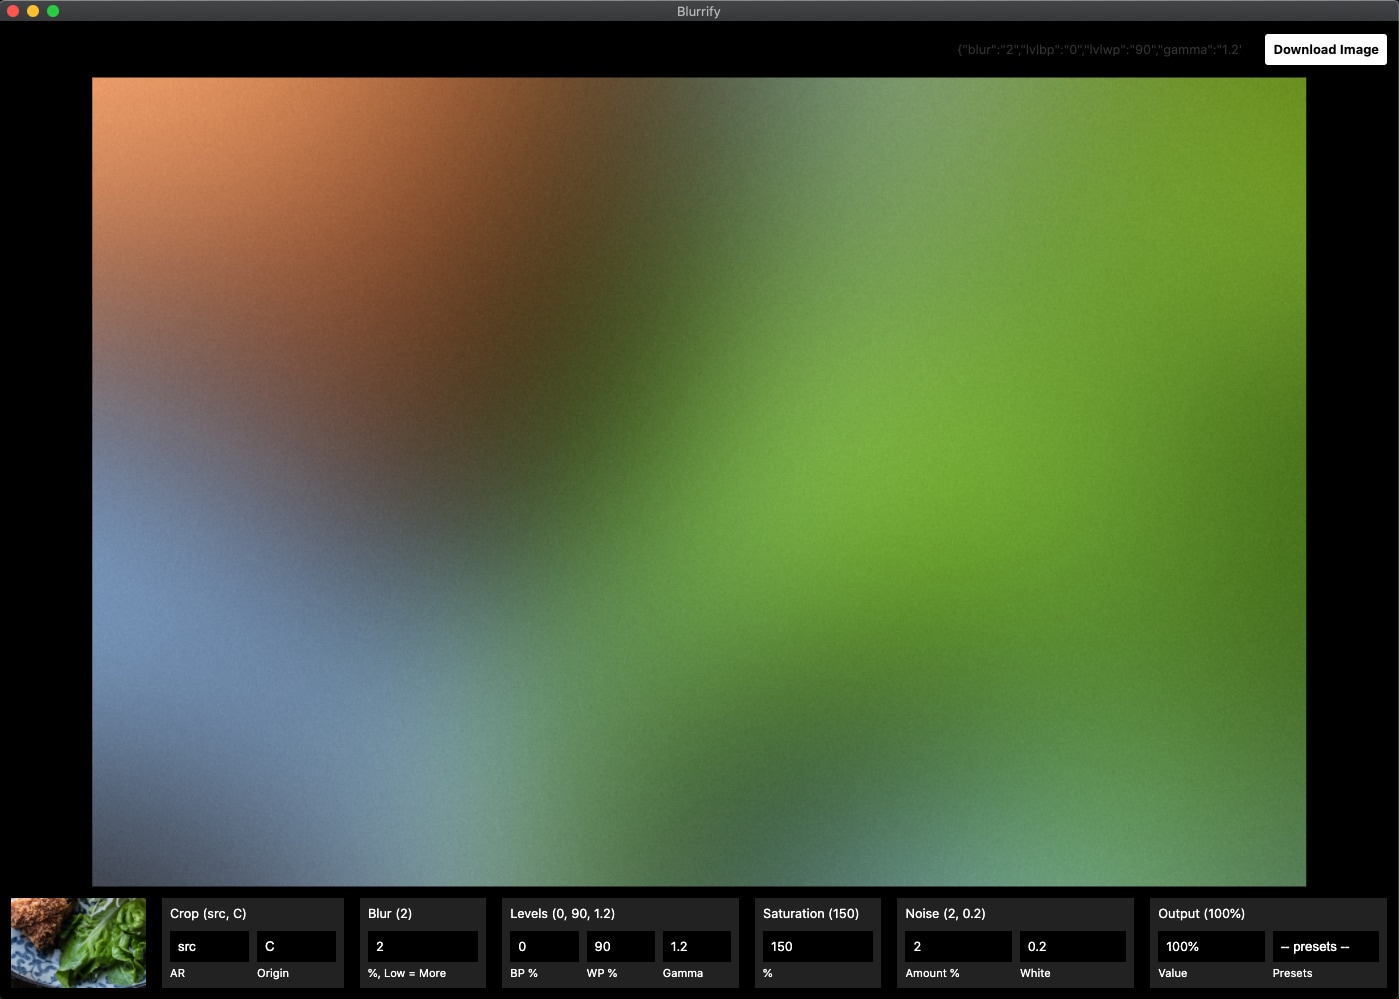 Blurrify
{"blur":"2","lvlbp":"0","lvlwp":"90","gamma":"1.2'
Download Image
Crop (src, C)
src
C
AR
Origin
Blur (2)
2
%, Low = More
Levels (0, 90, 1.2)
0
90
1.2
BP %
WP %
Gamma
Saturation (150)
150
%
Noise (2, 0.2)
2
0.2
Amount %
White
Output (100%)
100%
-- presets --
Value
Presets